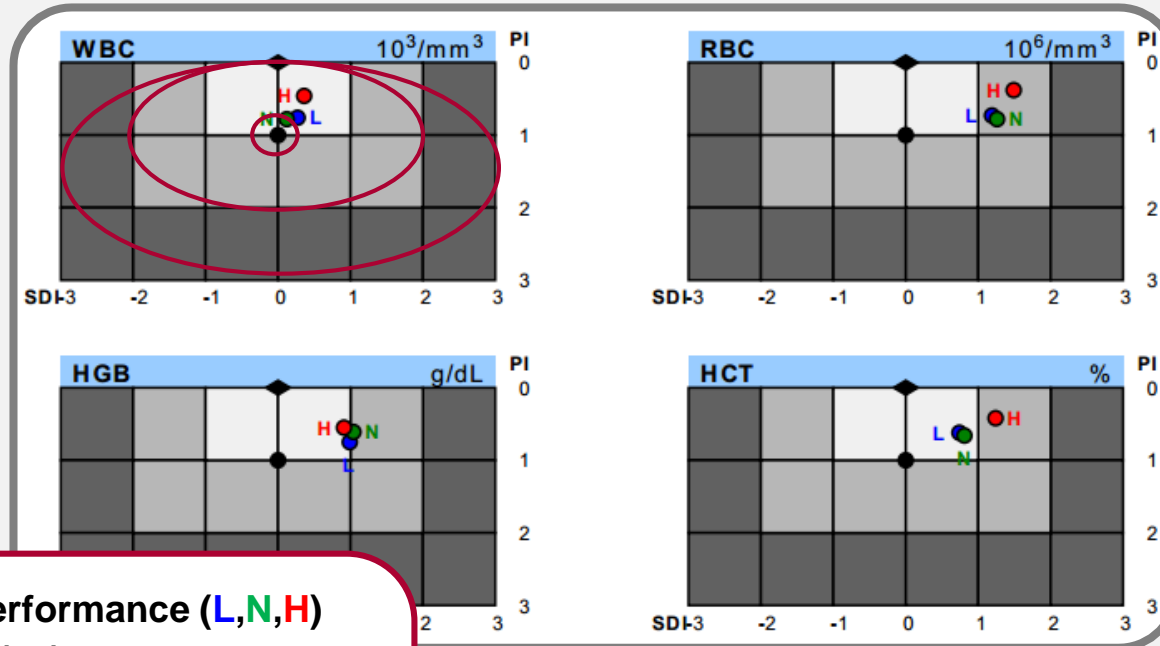 WBC 10³/mm³ PI
0
H
N L
1
2
3
SDI-3 -2 -1 0 1 2 3
RBC 10⁶/mm³ PI
0
H
L N
1
2
3
SDI-3 -2 -1 0 1 2 3
HGB g/dL PI
0
H N
L
1
2
3
2 3
HCT % PI
0
H
L
N
1
2
3
SDI-3 -2 -1 0 1 2 3
erformance (L,N,H)